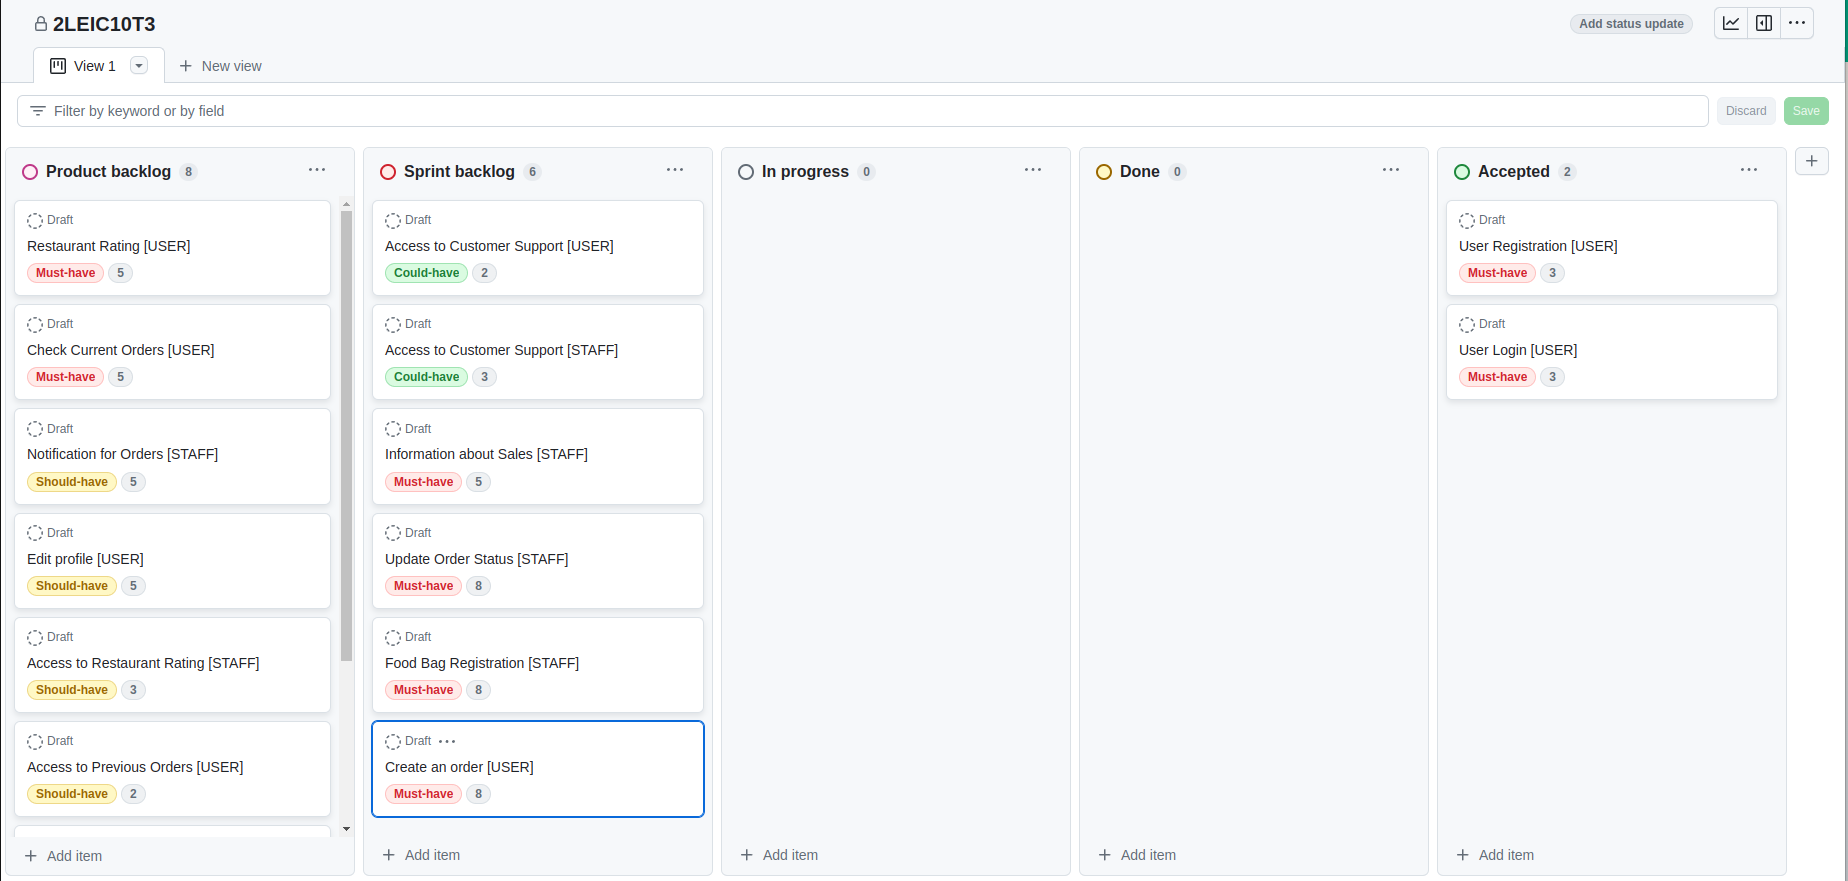 2LEIC10T3
Add status update
View 1
New view
Filter by keyword or by field
Discard
Save
Product backlog 8
Draft
Restaurant Rating [USER]
Must-have 5
Draft
Check Current Orders [USER]
Must-have 5
Draft
Notification for Orders [STAFF]
Should-have 5
Draft
Edit profile [USER]
Should-have 5
Draft
Access to Restaurant Rating [STAFF]
Should-have 3
Draft
Access to Previous Orders [USER]
Should-have 2
Add item
Sprint backlog 6
Draft
Access to Customer Support [USER]
Could-have 2
Draft
Access to Customer Support [STAFF]
Could-have 3
Draft
Information about Sales [STAFF]
Must-have 5
Draft
Update Order Status [STAFF]
Must-have 8
Draft
Food Bag Registration [STAFF]
Must-have 8
Draft
Create an order [USER]
Must-have 8
Add item
In progress 0
Add item
Done 0
Add item
Accepted 2
Draft
User Registration [USER]
Must-have 3
Draft
User Login [USER]
Must-have 3
Add item